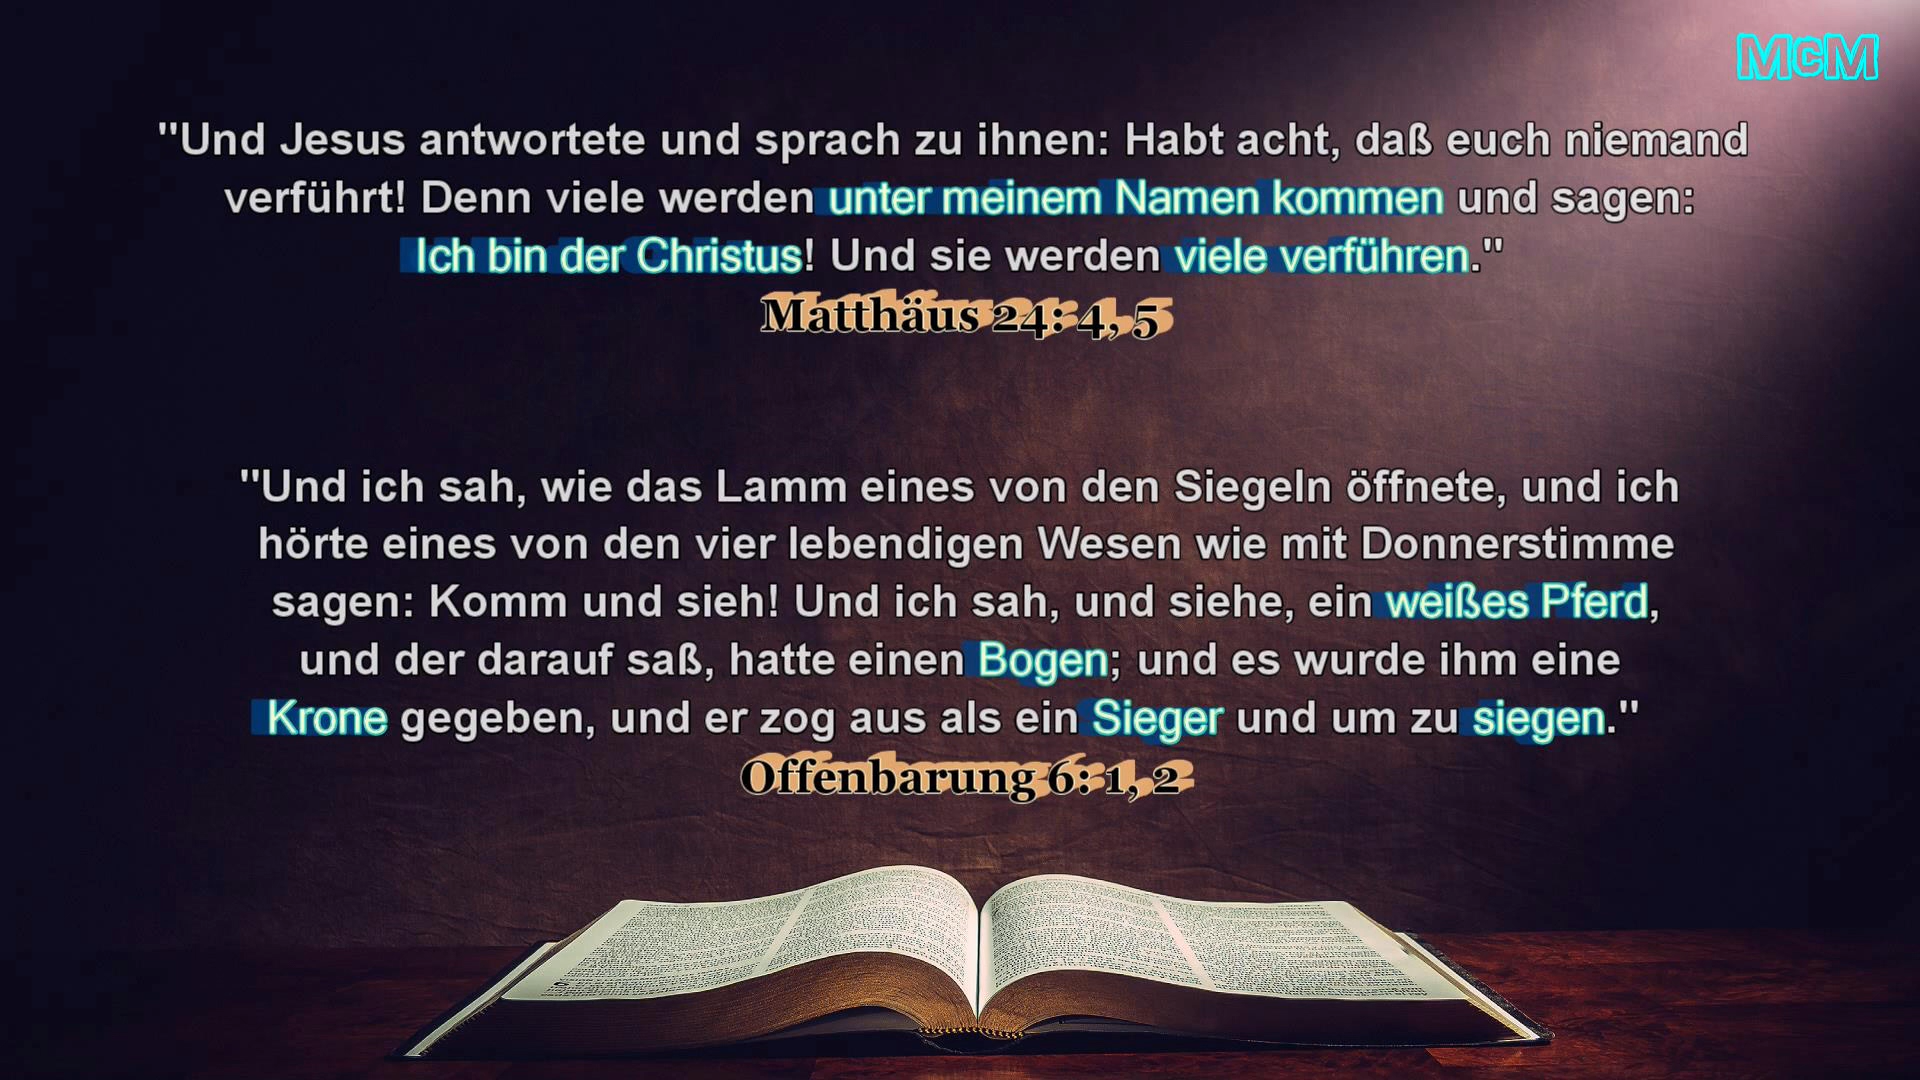 McM
"Und Jesus antwortete und sprach zu ihnen: Habt acht, daß euch niemand
verführt! Denn viele werden unter meinem Namen kommen und sagen:
Ich bin der Christus! Und sie werden viele verführen."
Matthäus 24: 4, 5
"Und ich sah, wie das Lamm eines von den Siegeln öffnete, und ich
hörte eines von den vier lebendigen Wesen wie mit Donnerstimme
sagen: Komm und sieh! Und ich sah, und siehe, ein weißes Pferd,
und der darauf saß, hatte einen Bogen; und es wurde ihm eine
Krone gegeben, und er zog aus als ein Sieger und um zu siegen."
Offenbarung 6: 1, 2